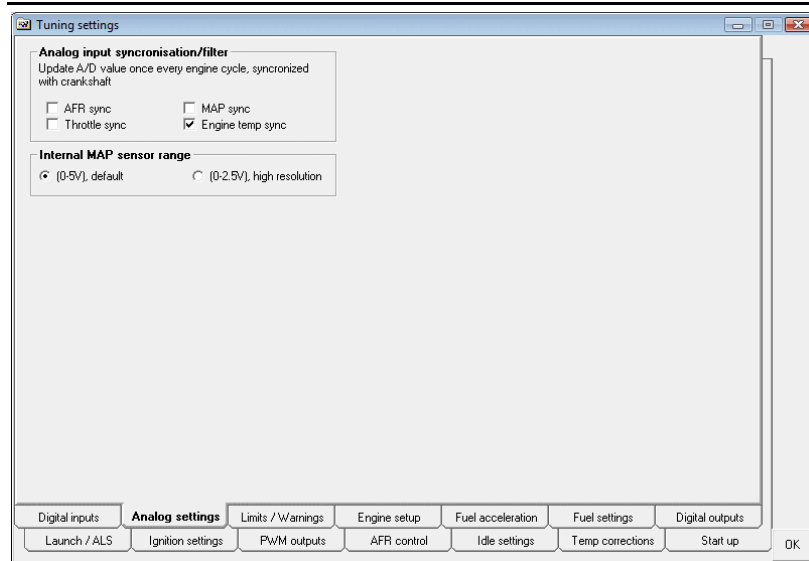 Tuning settings
Analog input syncronisation/filter
Update A/D value once every engine cycle, syncronized
with crankshaft
AFR sync
MAP sync
Throttle sync
Engine temp sync
Internal MAP sensor range
(0-5V), default
(0-2.5V), high resolution
Digital inputs
Analog settings
Limits / Warnings
Engine setup
Fuel acceleration
Fuel settings
Digital outputs
Launch / ALS
Ignition settings
PWM outputs
AFR control
Idle settings
Temp corrections
Start up
OK